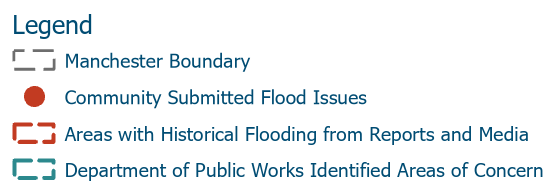 Legend
Manchester Boundary
Community Submitted Flood Issues
Areas with Historical Flooding from Reports and Media
Department of Public Works Identified Areas of Concern